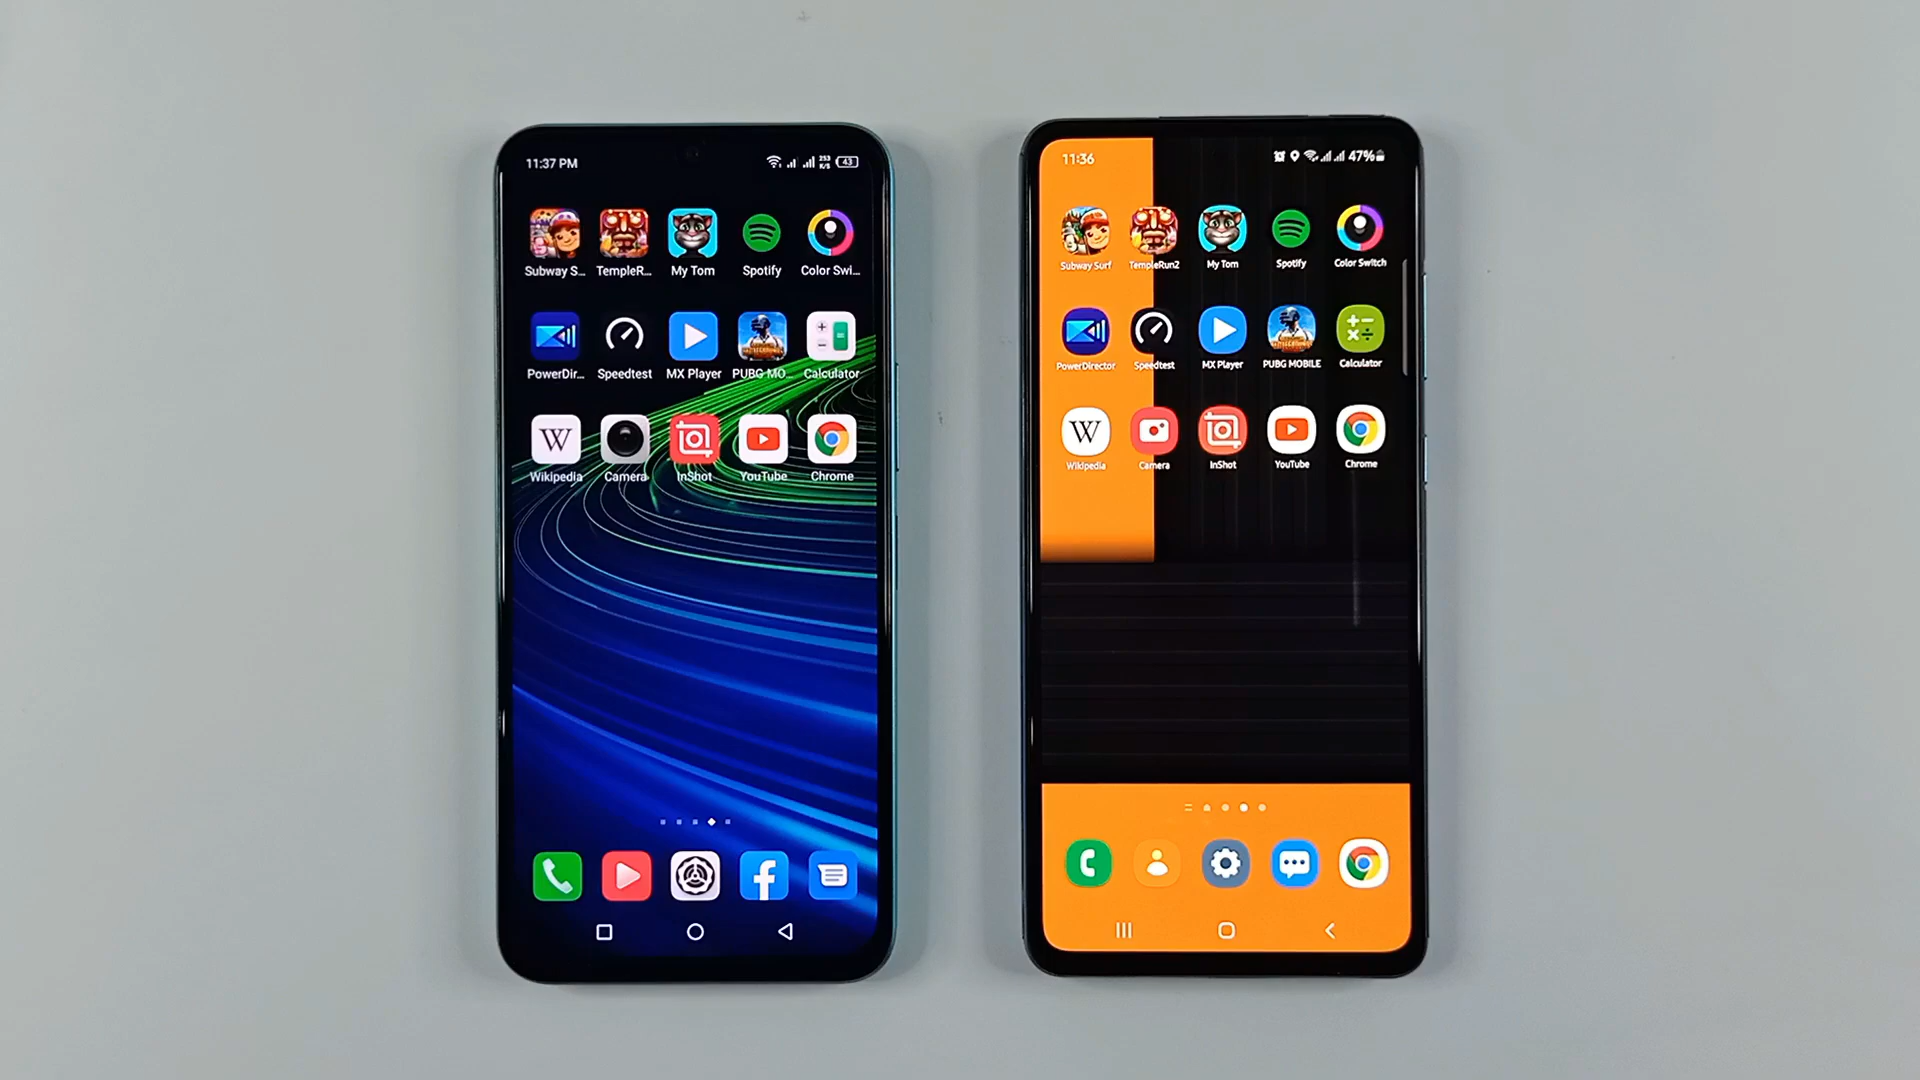 11:37 PM
253
K/S
43
Subway S...
TempleR...
My Tom
Spotify
Color Swi...
PowerDir...
Speedtest
MX Player
PUBG MO...
Calculator
W
Wikipedia
Camera
InShot
YouTube
Chrome
11:36
47%
Subway Surf
TempleRun2
My Tom
Spotify
Color Switch
PowerDirector
Speedtest
MX Player
PUBG MOBILE
Calculator
W
Wikipedia
Camera
InShot
YouTube
Chrome